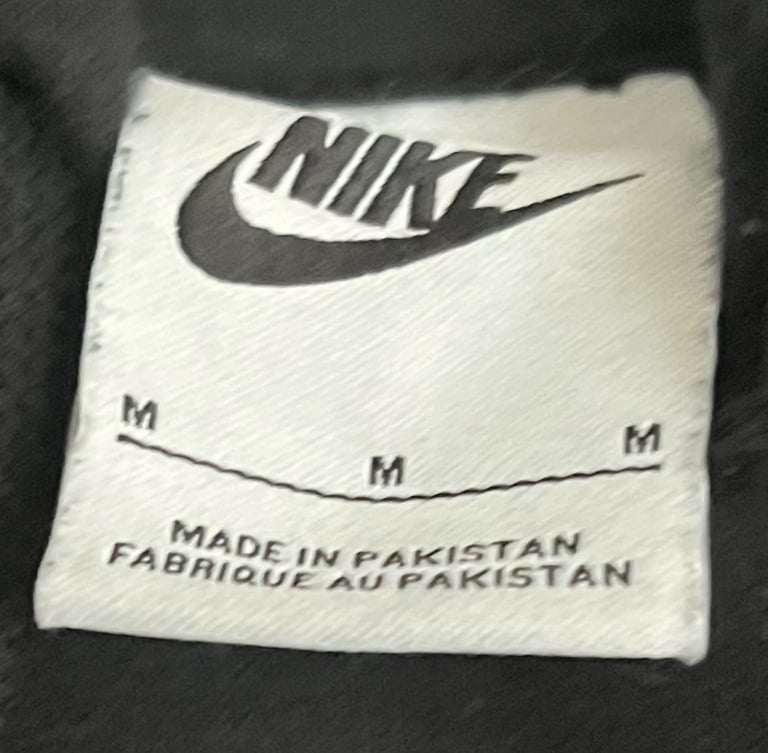 NIKE
M M M
MADE IN PAKISTAN
FABRIQUE AU PAKISTAN